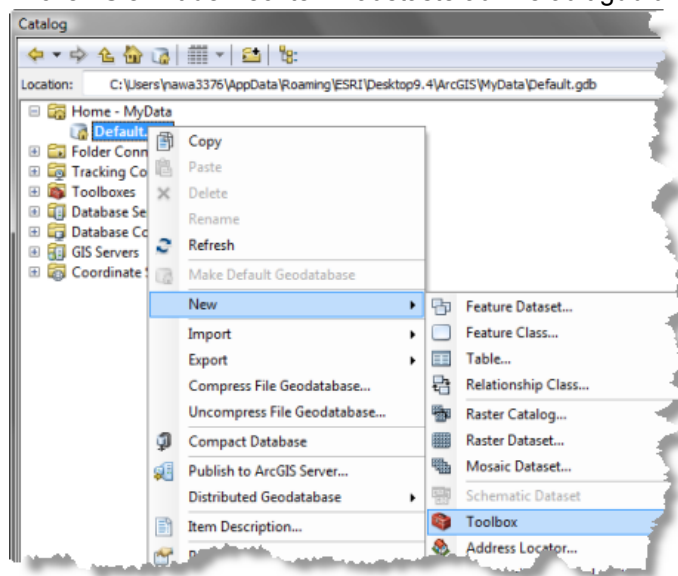 Catalog
Location: C:\Users\nawa3376\AppData\Roaming\ESRI\Desktop9.4\ArcGIS\MyData\Default.gdb
Home - MyData
Default.
Folder Conn
Tracking Co
Toolboxes
Database Se
Database Co
GIS Servers
Coordinate
Copy
Paste
Delete
Rename
Refresh
Make Default Geodatabase
New
Import
Export
Compress File Geodatabase...
Uncompress File Geodatabase...
Compact Database
Publish to ArcGIS Server...
Distributed Geodatabase
Item Description...
Feature Dataset...
Feature Class...
Table...
Relationship Class...
Raster Catalog...
Raster Dataset...
Mosaic Dataset...
Schematic Dataset
Toolbox
Address Locator...